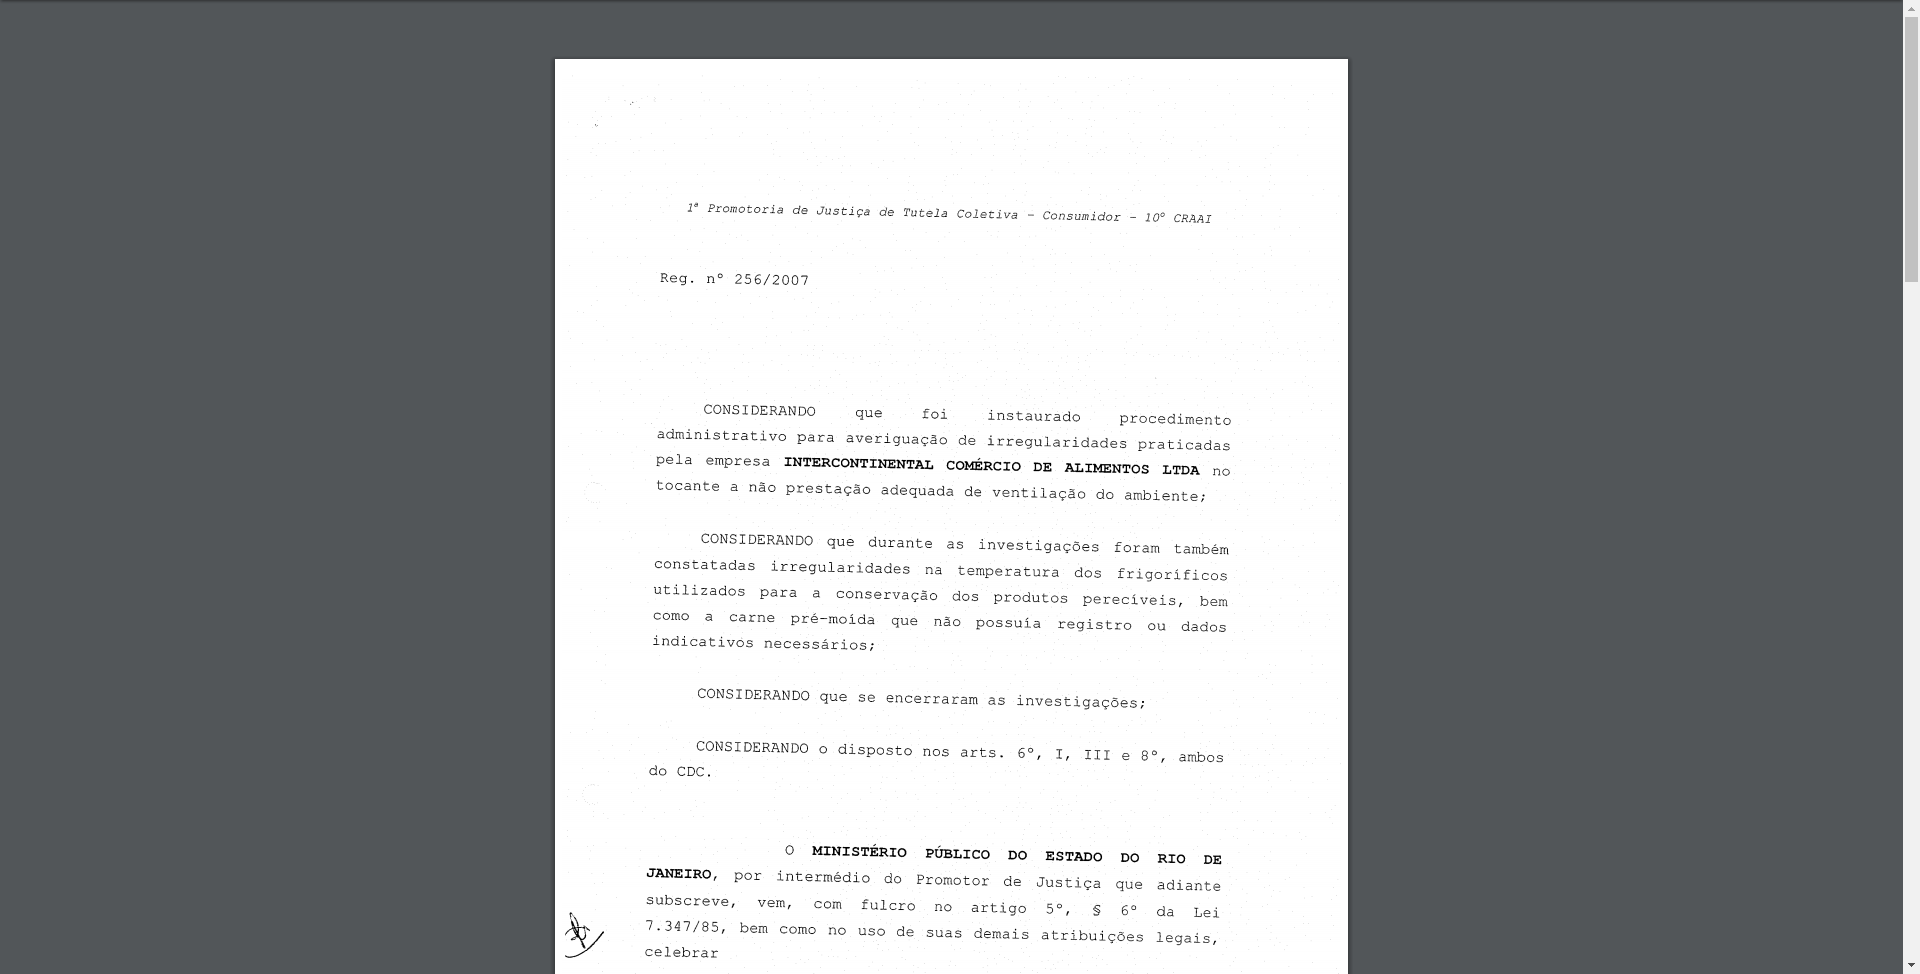 1ª Promotoria de Justiça de Tutela Coletiva - Consumidor - 10º CRAAI
Reg. nº 256/2007
CONSIDERANDO que foi instaurado procedimento
administrativo para averiguação de irregularidades praticadas
pela empresa INTERCONTINENTAL COMÉRCIO DE ALIMENTOS LTDA no
tocante a não prestação adequada de ventilação do ambiente;
CONSIDERANDO que durante as investigações foram também
constatadas irregularidades na temperatura dos frigoríficos
utilizados para a conservação dos produtos perecíveis, bem
como a carne pré-moída que não possuía registro ou dados
indicativos necessários;
CONSIDERANDO que se encerraram as investigações;
CONSIDERANDO o disposto nos arts. 6º, I, III e 8º, ambos
do CDC.
O MINISTÉRIO PÚBLICO DO ESTADO DO RIO DE
JANEIRO, por intermédio do Promotor de Justiça que adiante
subscreve, vem, com fulcro no artigo 5º, § 6º da Lei
7.347/85, bem como no uso de suas demais atribuições legais,
celebrar